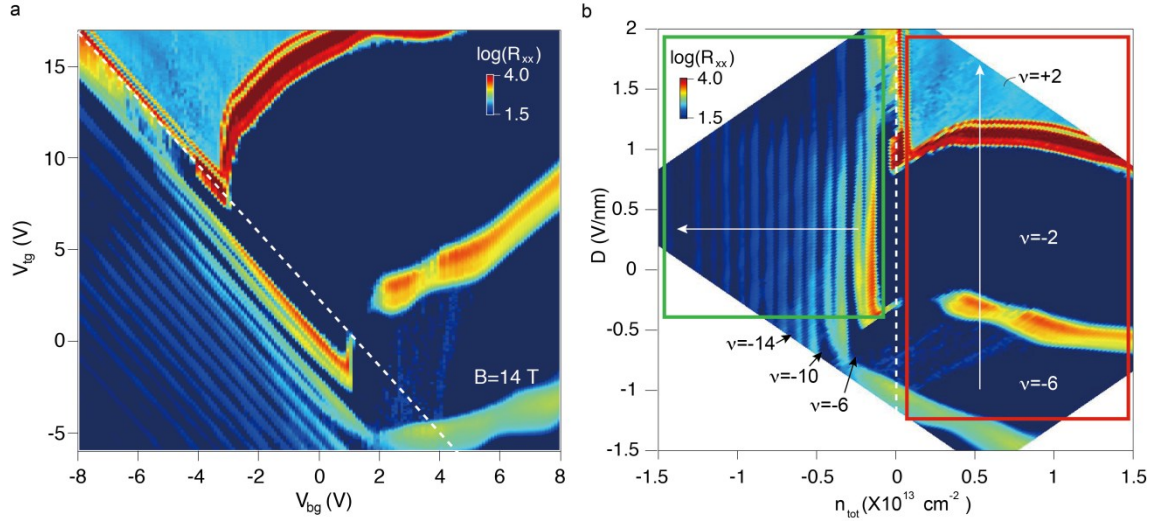 a
log(Rxx)
4.0
1.5
B=14 T
Vtg (V)
15
10
5
0
-5
-8
-6
-4
-2
0
2
4
6
8
Vbg (V)
b
log(Rxx)
4.0
1.5
ν=+2
ν=-2
ν=-6
ν=-14
ν=-10
ν=-6
D (V/nm)
2
1.5
1
0.5
0
-0.5
-1
-1.5
-1.5
-1
-0.5
0
0.5
1
1.5
ntot(X10¹³ cm⁻²)